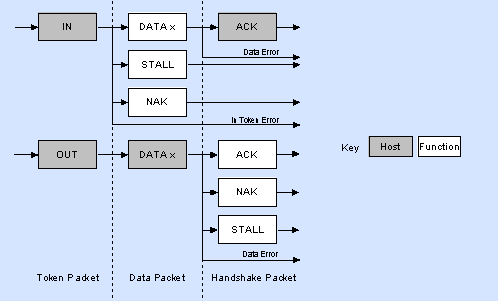 IN
DATA x
ACK
Data Error
STALL
NAK
In Token Error
OUT
DATA x
ACK
Key
Host
Function
NAK
STALL
Data Error
Token Packet
Data Packet
Handshake Packet